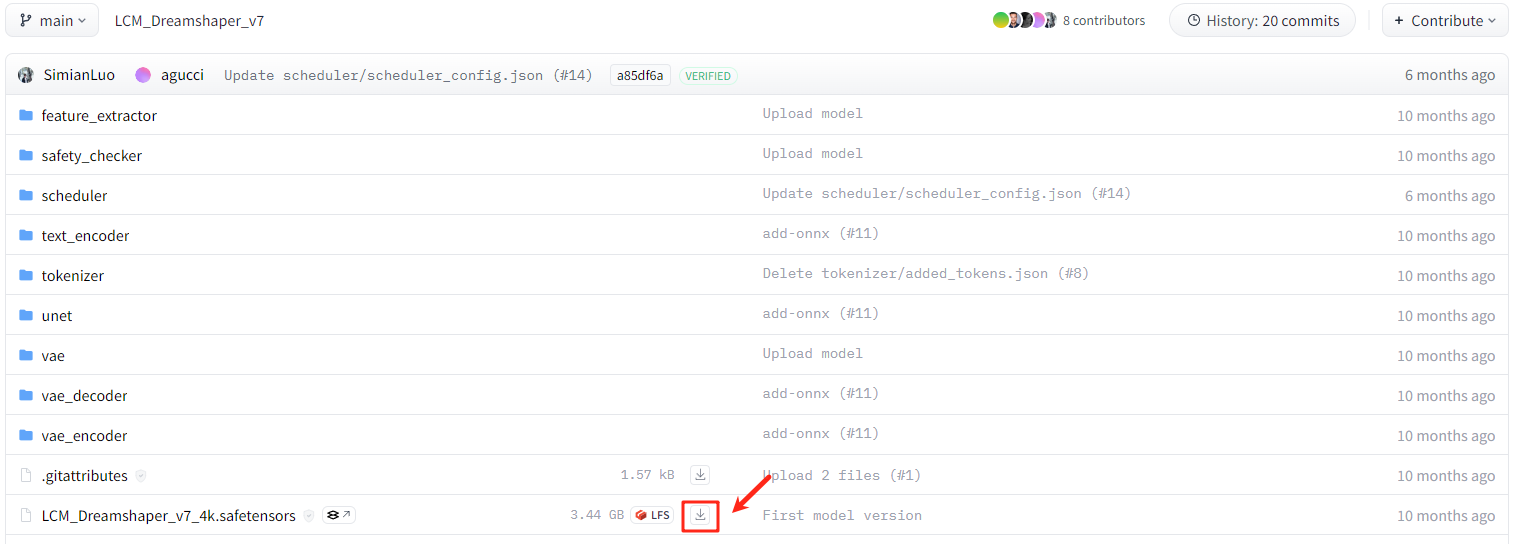 main LCM_Dreamshaper_v7 8 contributors History: 20 commits + Contribute
SimianLuo agucci Update scheduler/scheduler_config.json (#14) a85df6a VERIFIED 6 months ago
feature_extractor Upload model 10 months ago
safety_checker Upload model 10 months ago
scheduler Update scheduler/scheduler_config.json (#14) 6 months ago
text_encoder add-onnx (#11) 10 months ago
tokenizer Delete tokenizer/added_tokens.json (#8) 10 months ago
unet add-onnx (#11) 10 months ago
vae Upload model 10 months ago
vae_decoder add-onnx (#11) 10 months ago
vae_encoder add-onnx (#11) 10 months ago
.gitattributes 1.57 kB Upload 2 files (#1) 10 months ago
LCM_Dreamshaper_v7_4k.safetensors 3.44 GB LFS First model version 10 months ago